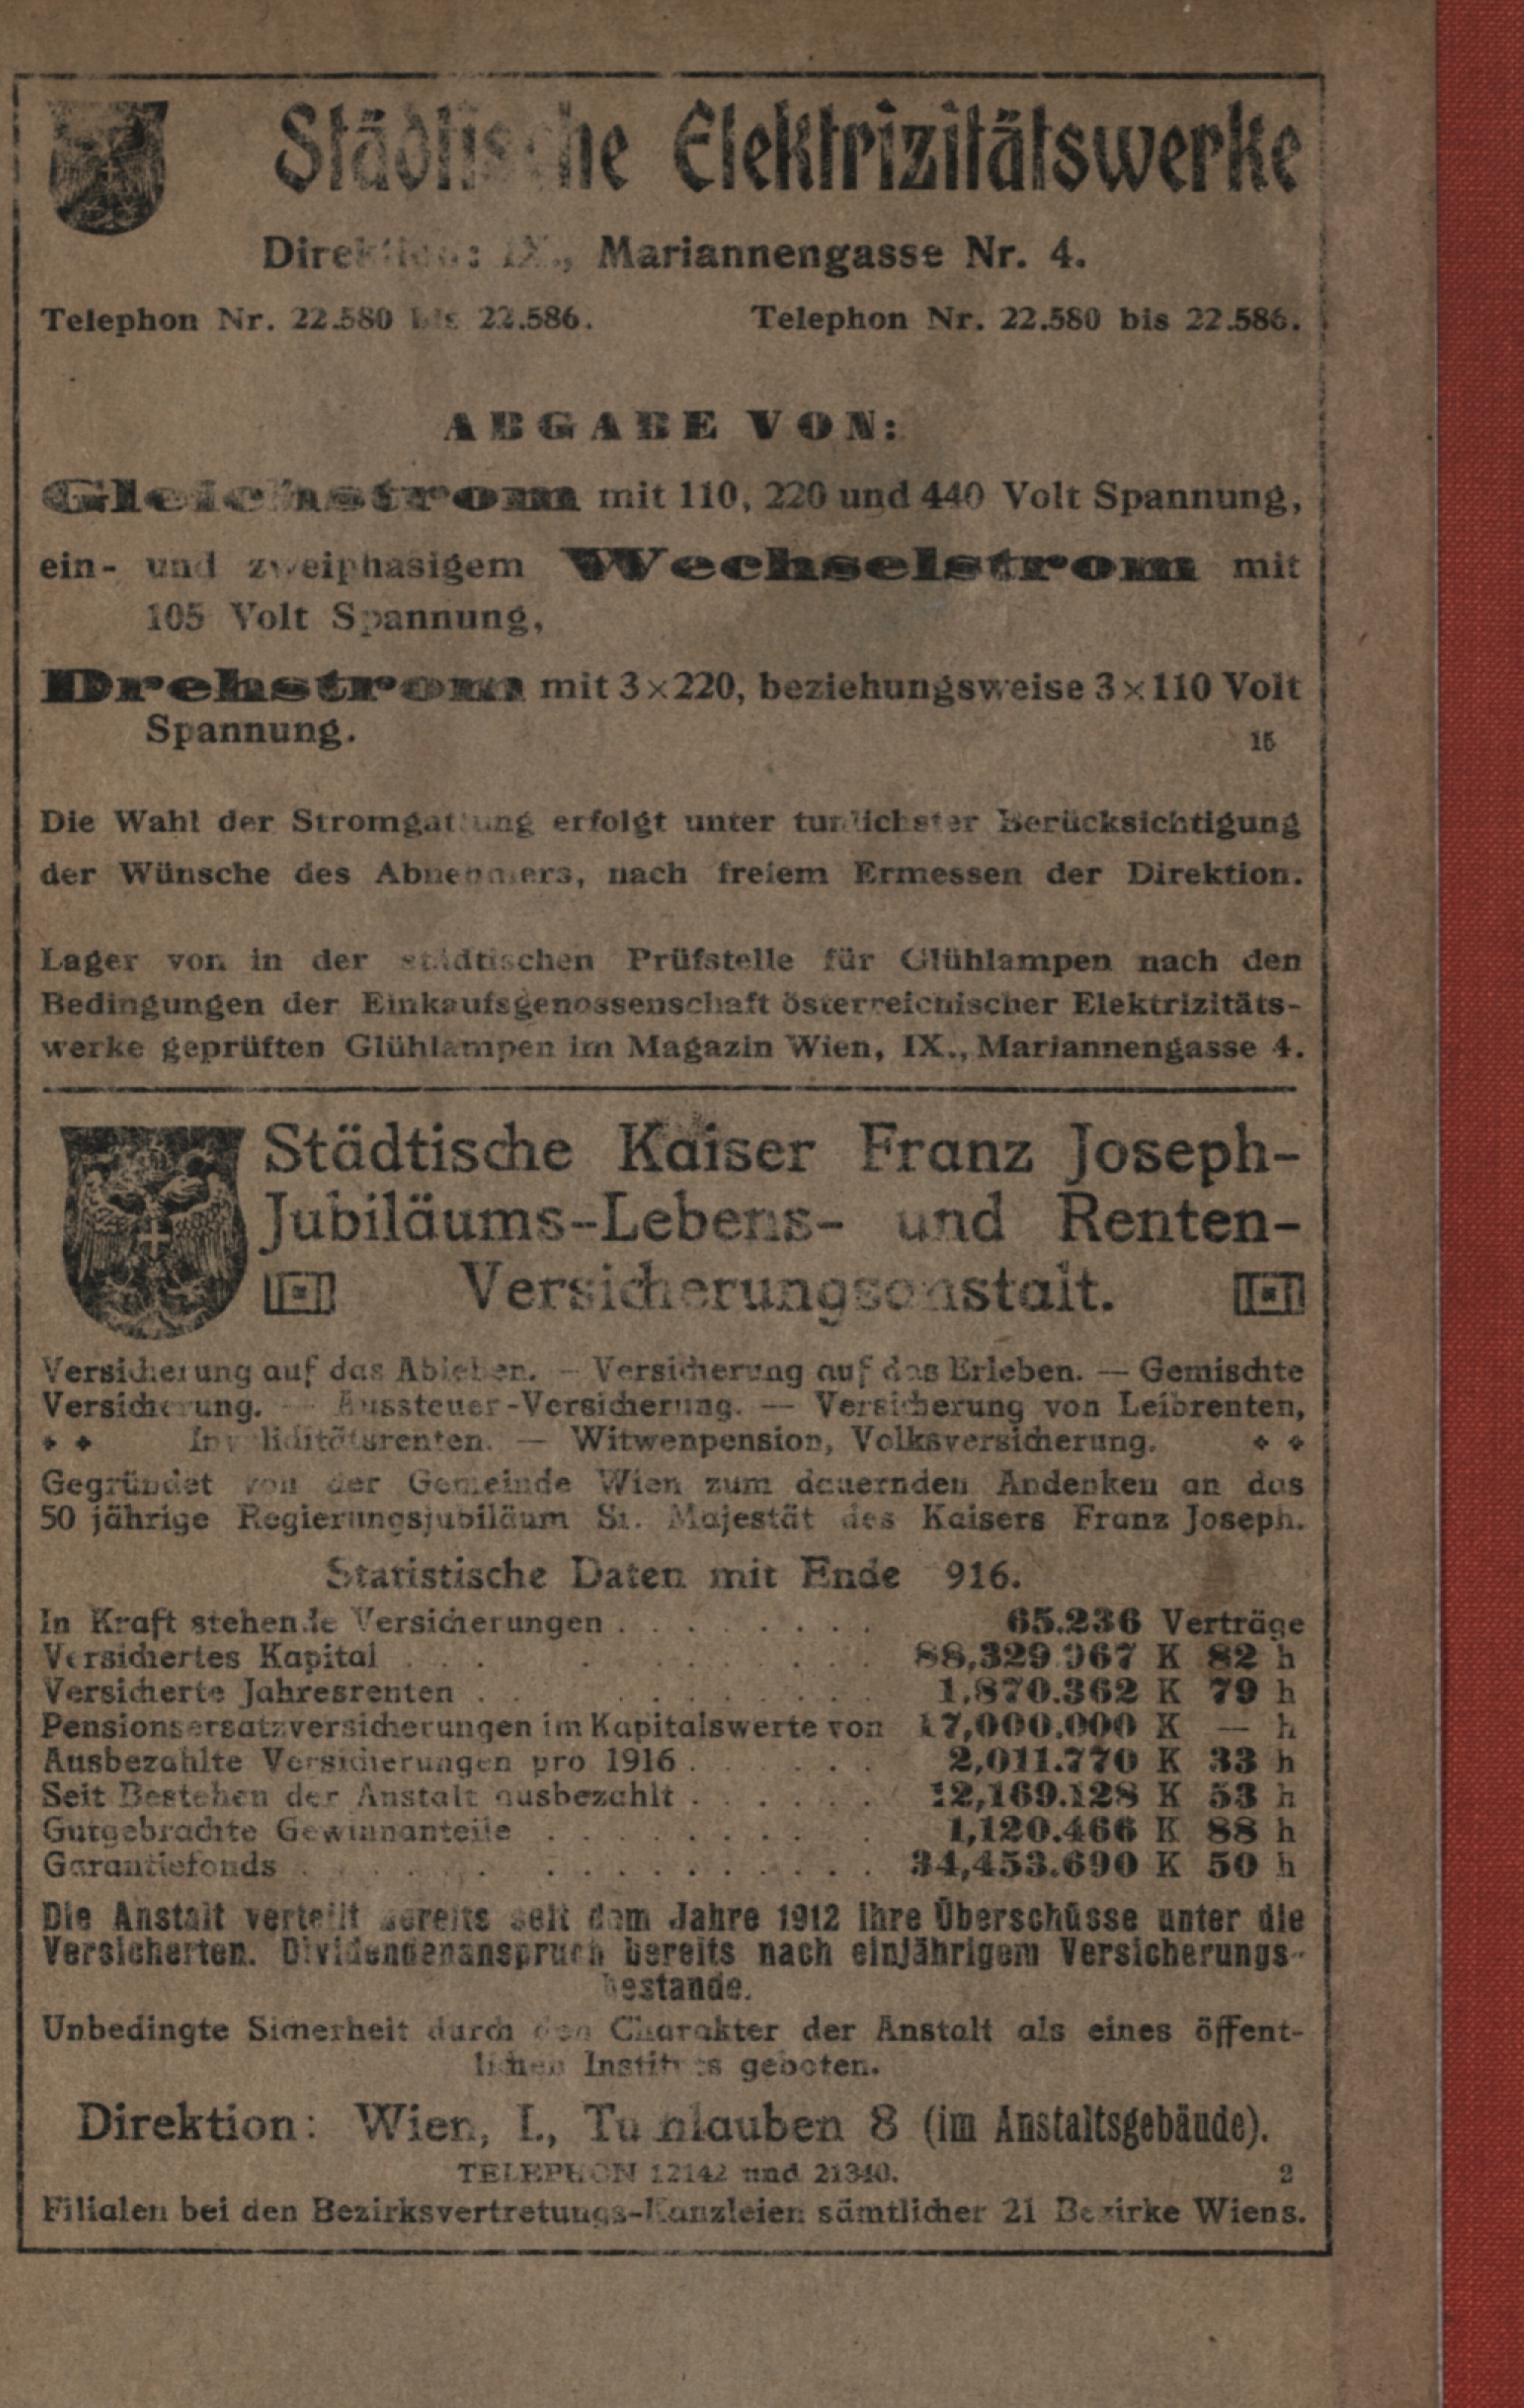 Städtische Elektrizitätswerke
Direktion: IX., Mariannengasse Nr. 4.
Telephon Nr. 22.580 bis 22.586. Telephon Nr. 22.580 bis 22.586.
ABGABE VON:
Gleichstrom mit 110, 220 und 440 Volt Spannung,
ein- und zweiphasigem Wechselstrom mit
105 Volt Spannung,
Drehstrom mit 3×220, beziehungsweise 3×110 Volt
Spannung.
15
Die Wahl der Stromgattung erfolgt unter tunlichster Berücksichtigung
der Wünsche des Abnehmers, nach freiem Ermessen der Direktion.
Lager von in der städtischen Prüfstelle für Glühlampen nach den
Bedingungen der Einkaufsgenossenschaft österreichischer Elektrizitäts-
werke geprüften Glühlampen im Magazin Wien, IX., Mariannengasse 4.
Städtische Kaiser Franz Joseph-
Jubiläums-Lebens- und Renten-
Versicherungsanstalt.
Versicherung auf das Ableben. — Versicherung auf das Erleben. — Gemischte
Versicherung. — Aussteuer-Versicherung. — Versicherung von Leibrenten,
Invaliditätsrenten. — Witwenpension, Volksversicherung.
Gegründet von der Gemeinde Wien zum dauernden Andenken an das
50 jährige Regierungsjubiläum Sr. Majestät des Kaisers Franz Joseph.
Statistische Daten mit Ende 916.
In Kraft stehende Versicherungen . . . . . . . . 65.236 Verträge
Versichertes Kapital . . . . . . . . . . 88,329.967 K 82 h
Versicherte Jahresrenten . . . . . . . . . 1,870.362 K 79 h
Pensionsersatzversicherungen im Kapitalswerte von 17,000.000 K — h
Ausbezahlte Versicherungen pro 1916 . . . . . . 2,011.770 K 33 h
Seit Bestehen der Anstalt ausbezahlt . . . . . . 12,169.128 K 53 h
Gutgebrachte Gewinnanteile . . . . . . . . . 1,120.466 K 88 h
Garantiefonds . . . . . . . . . . . . . 34,453.690 K 50 h
Die Anstalt verteilt bereits seit dem Jahre 1912 ihre Überschüsse unter die
Versicherten. Dividendenanspruch bereits nach einjährigem Versicherungs-
bestande.
Unbedingte Sicherheit durch den Charakter der Anstalt als eines öffent-
lichen Institutes geboten.
Direktion: Wien, I., Tuchlauben 8 (im Anstaltsgebäude).
TELEPHON 12142 und 21340.
2
Filialen bei den Bezirksvertretungs-Kanzleien sämtlicher 21 Bezirke Wiens.